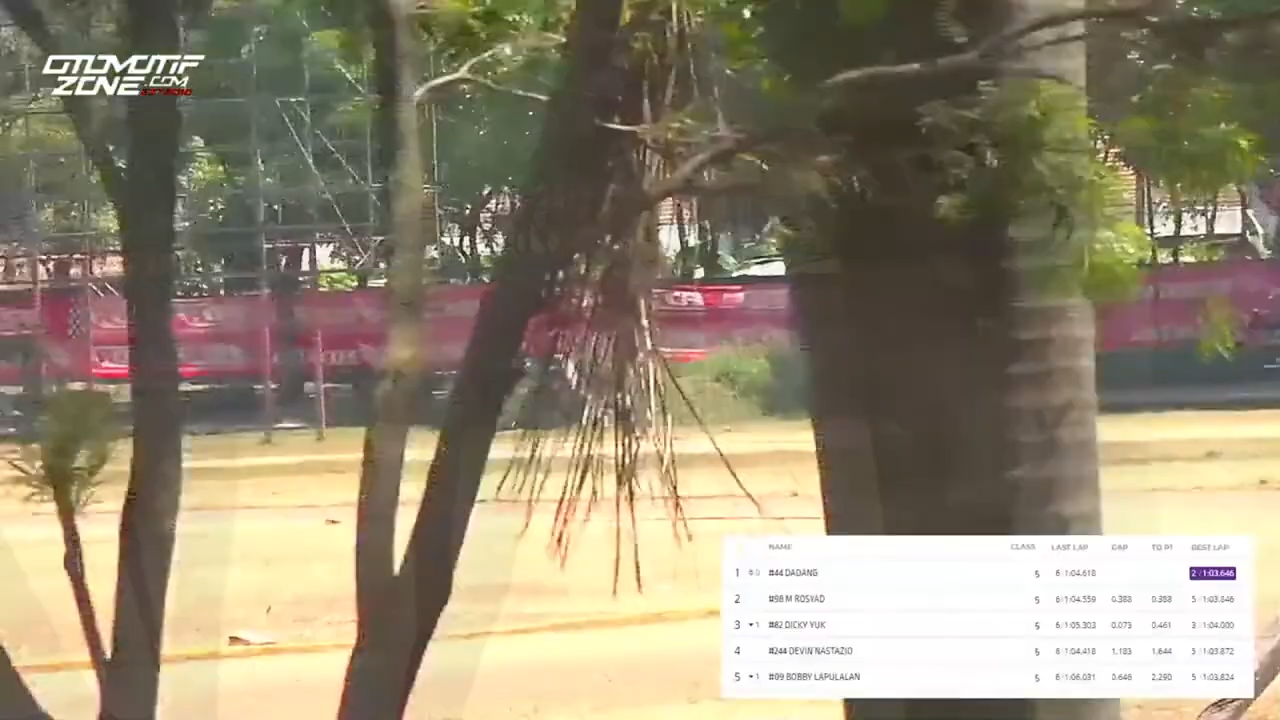 OTOMOTIF
ZONE.COM
NAME CLASS LAST LAP GAP TO P1 BEST LAP
1 #44 DADANG 5 6 1:04.618 2 1:03.646
2 #98 M ROSYAD 5 6 1:04.559 0.388 0.388 5 1:03.846
3 1 #82 DICKY YUK 5 6 1:05.303 0.073 0.461 3 1:04.000
4 #244 DEVIN NASTAZIO 5 6 1:04.418 1.183 1.644 5 1:03.872
5 1 #09 BOBBY LAPULALAN 5 6 1:06.031 0.646 2.290 5 1:03.824